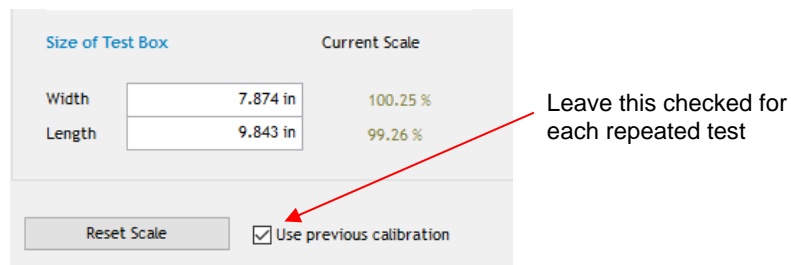 Size of Test Box Current Scale
Width 7.874 in 100.25 %
Length 9.843 in 99.26 %
Leave this checked for
each repeated test
Reset Scale Use previous calibration